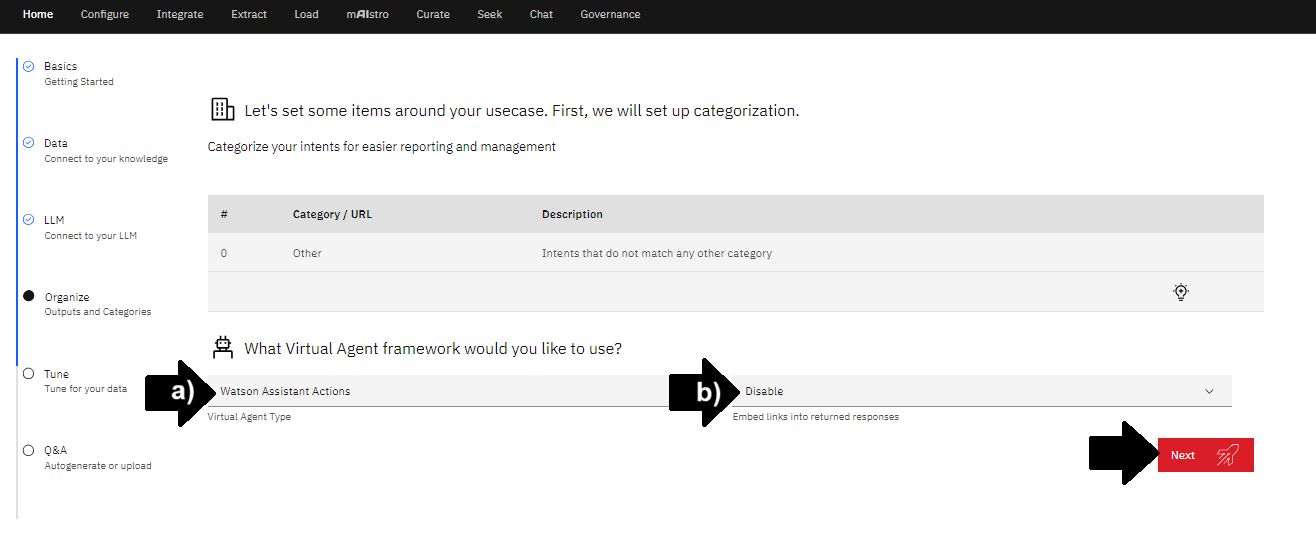 Home Configure Integrate Extract Load mAIstro Curate Seek Chat Governance
Basics
Getting Started
Data
Connect to your knowledge
LLM
Connect to your LLM
Organize
Outputs and Categories
Tune
Tune for your data
Q&A
Autogenerate or upload
Let's set some items around your usecase. First, we will set up categorization.
Categorize your intents for easier reporting and management
# Category / URL Description
0 Other Intents that do not match any other category
What Virtual Agent framework would you like to use?
a) Watson Assistant Actions b) Disable
Virtual Agent Type Embed links into returned responses
Next